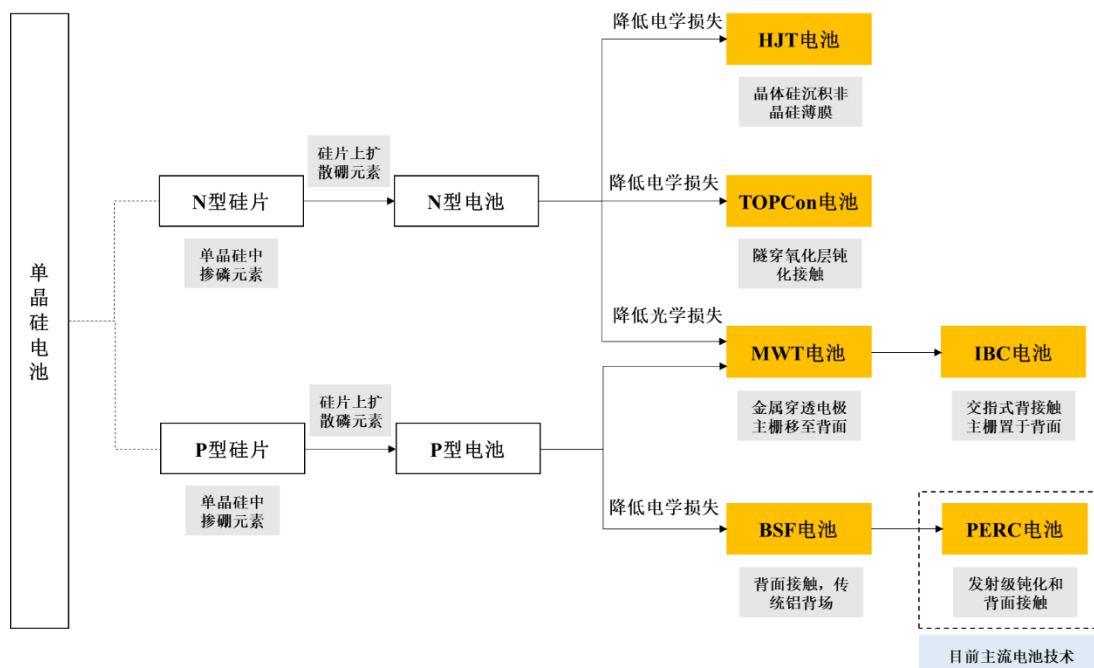 单
晶
硅
电
池
降低电学损失
HJT电池
晶体硅沉积非
晶硅薄膜
硅片上扩
散硼元素
N型硅片
N型电池
单晶硅中
掺磷元素
降低电学损失
TOPCon电池
隧穿氧化层钝
化接触
降低光学损失
MWT电池
IBC电池
金属穿透电极
主栅移至背面
交指式背接触
主栅置于背面
硅片上扩
散磷元素
P型硅片
P型电池
单晶硅中
掺硼元素
降低电学损失
BSF电池
PERC电池
背面接触，传
统铝背场
发射级钝化和
背面接触
目前主流电池技术